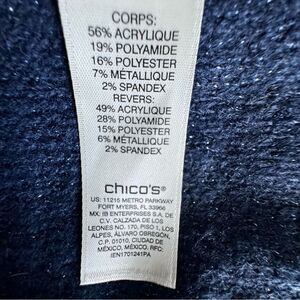 CORPS:
56% ACRYLIQUE
19% POLYAMIDE
16% POLYESTER
7% MÉTALLIQUE
2% SPANDEX
REVERS:
49% ACRYLIQUE
28% POLYAMIDE
15% POLYESTER
6% MÉTALLIQUE
2% SPANDEX
chico's®
US: 11215 METRO PARKWAY
FORT MYERS, FL 33966
MX: IB ENTERPRISES S.A. DE
C.V. CALZADA DE LOS
LEONES NO. 170, PISO 1, LOS
ALPES, ÁLVARO OBREGÓN,
C.P. 01010, CIUDAD DE
MÉXICO, MÉXICO, RFC:
IEN1701241PA